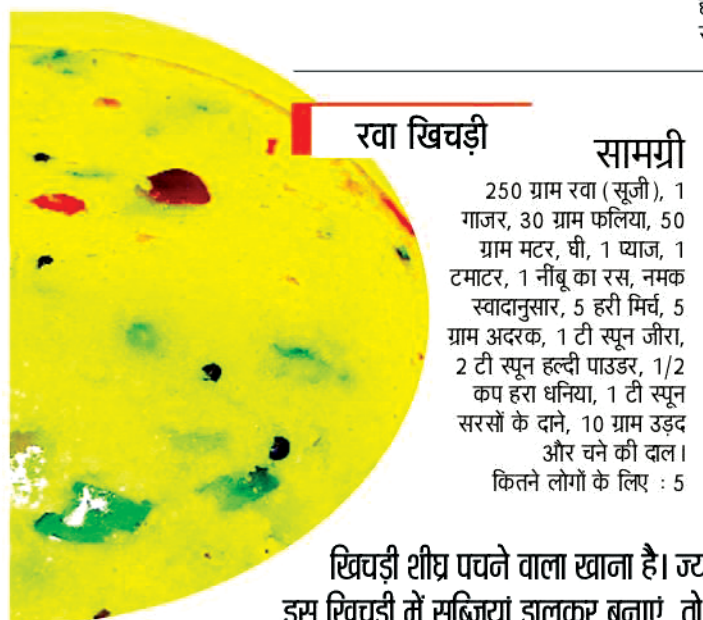 रवा खिचड़ी
सामग्री
250 ग्राम रवा (सूजी), 1
गाजर, 30 ग्राम फलिया, 50
ग्राम मटर, घी, 1 प्याज, 1
टमाटर, 1 नींबू का रस, नमक
स्वादानुसार, 5 हरी मिर्च, 5
ग्राम अदरक, 1 टी स्पून जीरा,
2 टी स्पून हल्दी पाउडर, 1/2
कप हरा धनिया, 1 टी स्पून
सरसों के दाने, 10 ग्राम उड़द
और चने की दाल।
कितने लोगों के लिए : 5
खिचड़ी शीघ्र पचने वाला खाना है।
इस खिचड़ी में सब्जियां डालकर बनाएं, तो